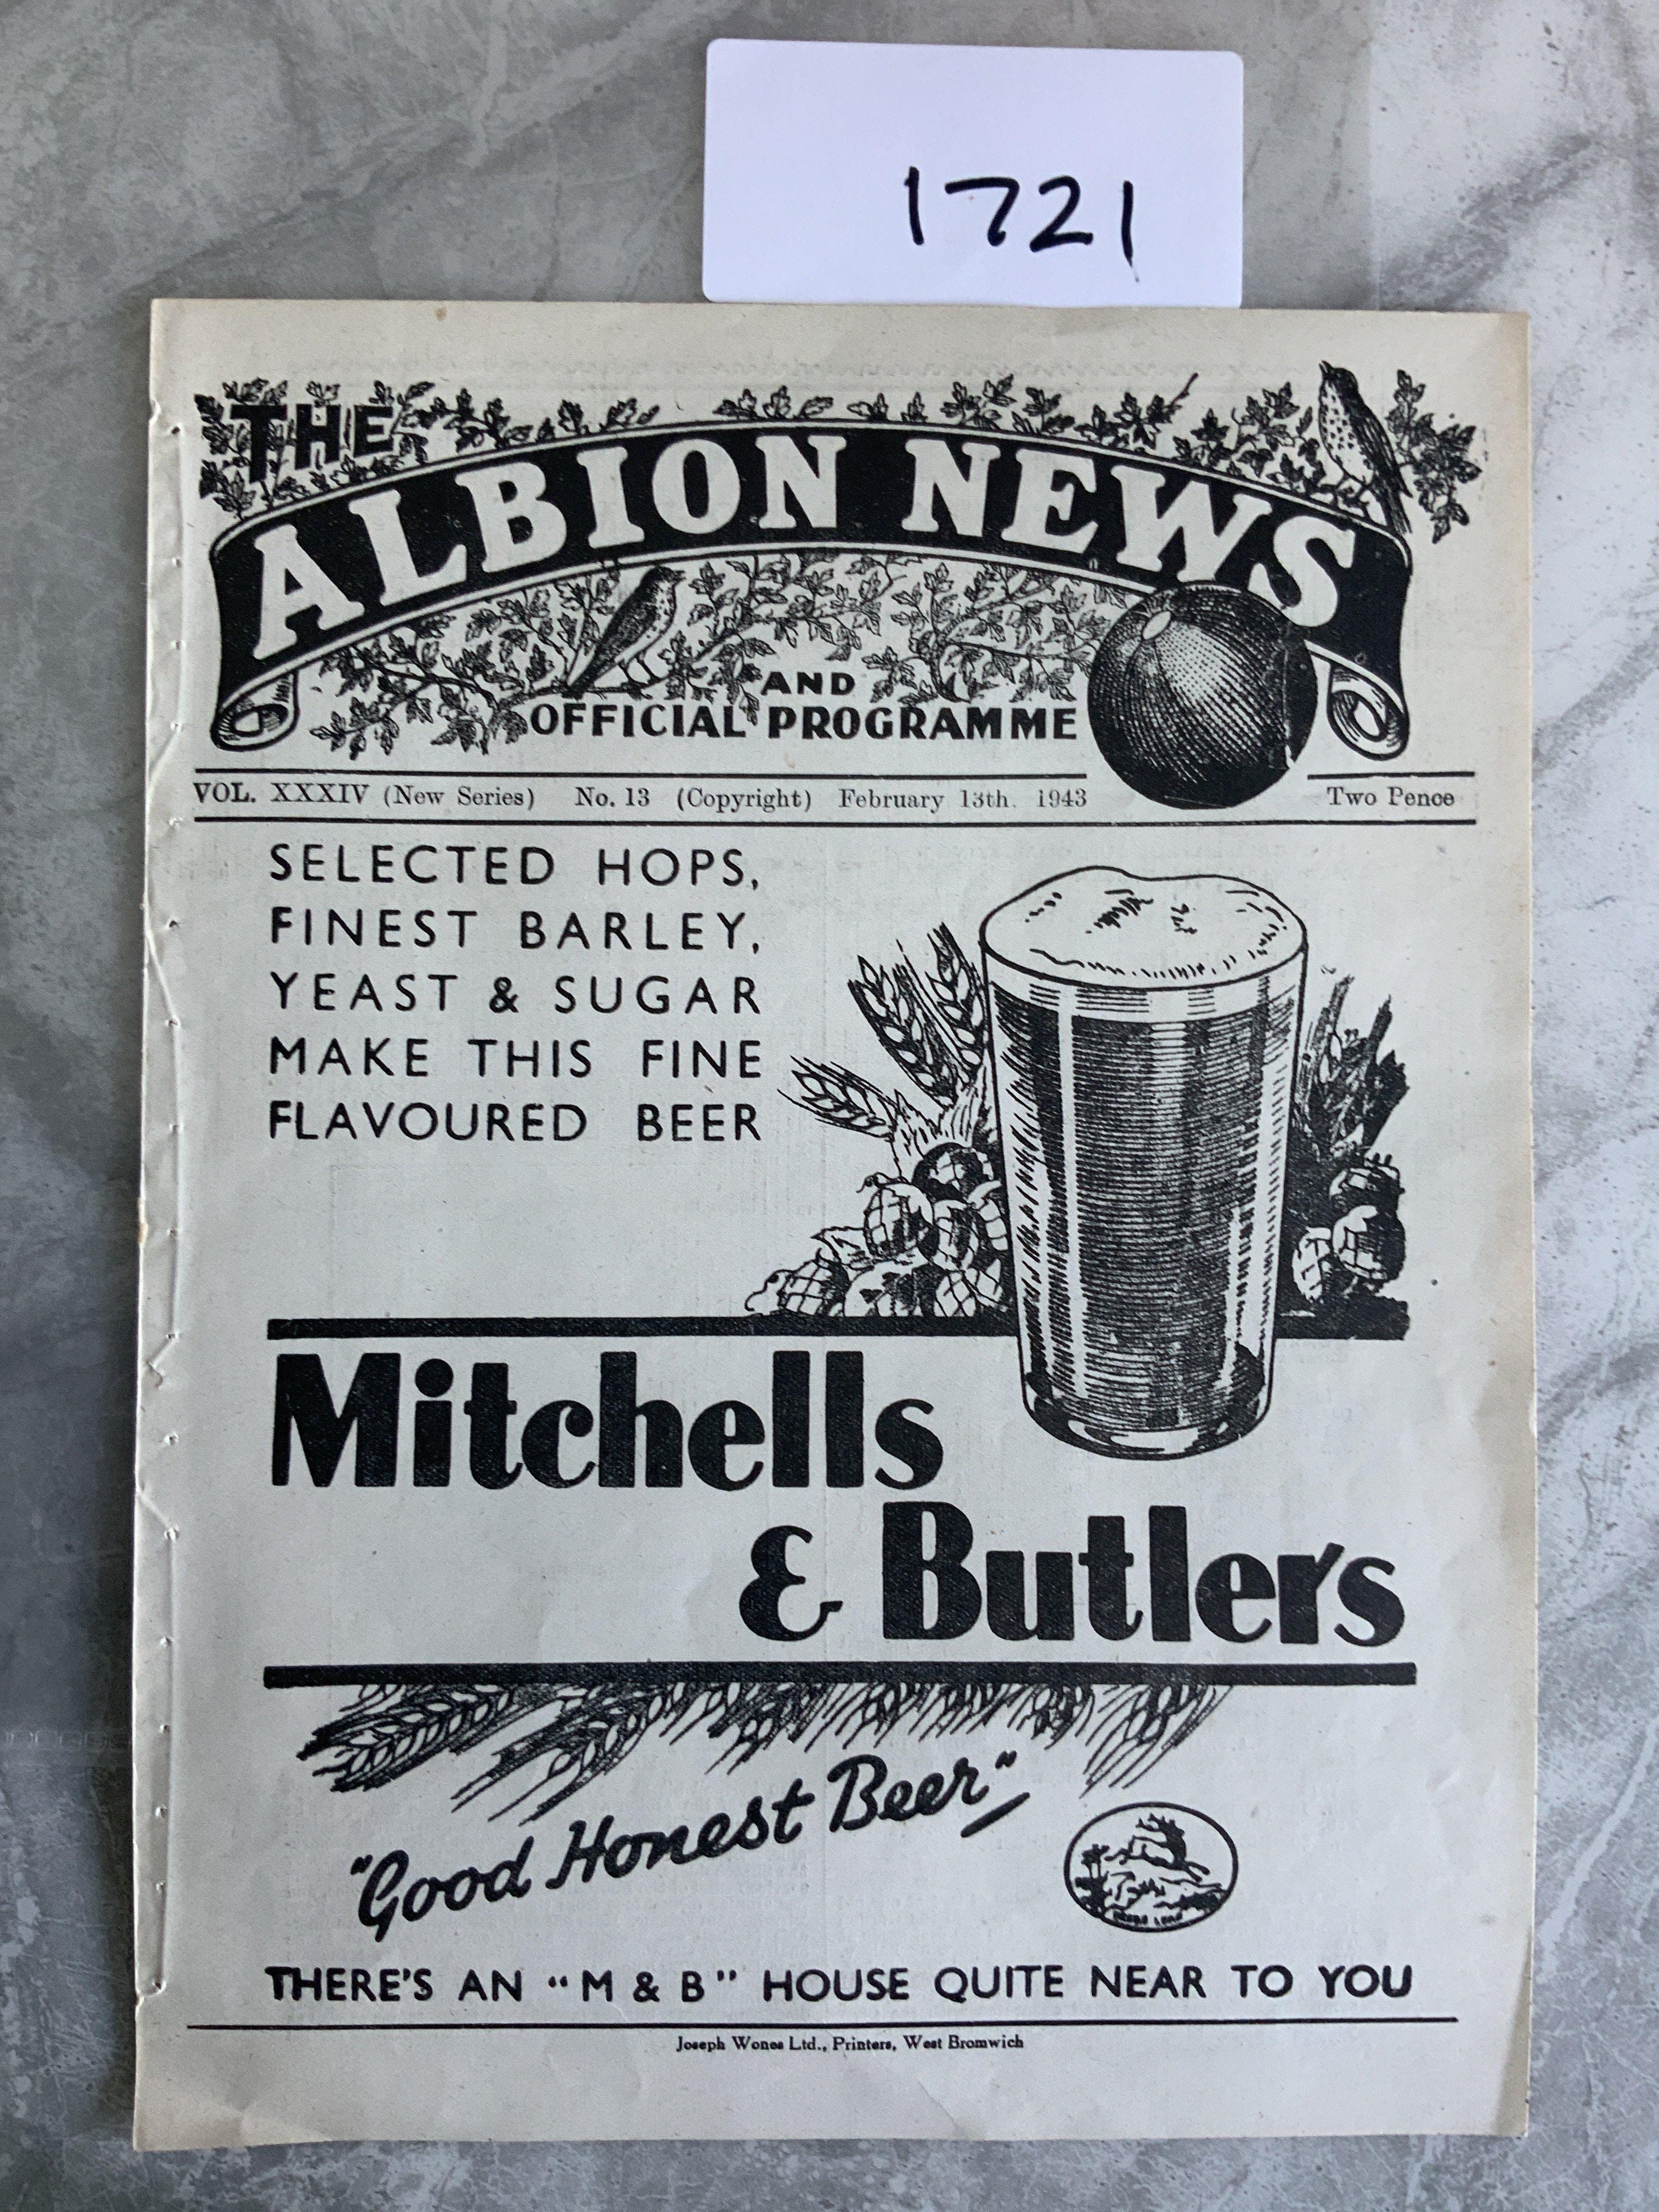 1721
THE
ALBION NEWS
AND
OFFICIAL PROGRAMME
VOL. XXXIV (New Series) No. 13 (Copyright) February 13th. 1943 Two Pence
SELECTED HOPS,
FINEST BARLEY,
YEAST & SUGAR
MAKE THIS FINE
FLAVOURED BEER
Mitchells
& Butlers
"Good Honest Beer"
THERE'S AN "M & B" HOUSE QUITE NEAR TO YOU
Joseph Wones Ltd., Printers, West Bromwich